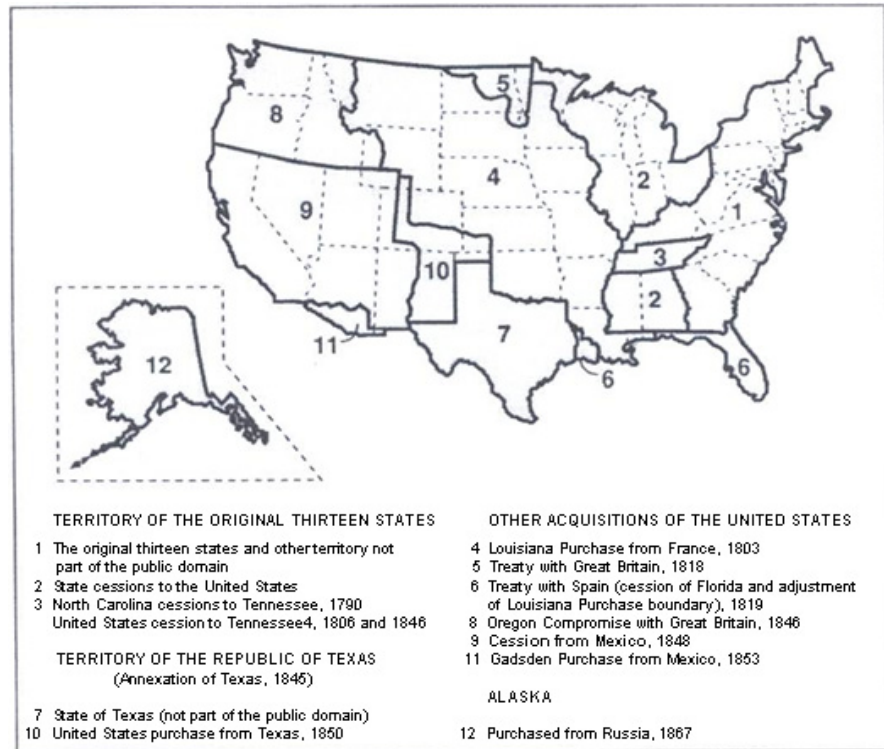 5
8
4
2
1
9
3
10
2
7
11
6
6
12
TERRITORY OF THE ORIGINAL THIRTEEN STATES
1 The original thirteen states and other territory not
part of the public domain
2 State cessions to the United States
3 North Carolina cessions to Tennessee, 1790
United States cession to Tennessee4, 1806 and 1846
TERRITORY OF THE REPUBLIC OF TEXAS
(Annexation of Texas, 1845)
7 State of Texas (not part of the public domain)
10 United States purchase from Texas, 1850
OTHER ACQUISITIONS OF THE UNITED STATES
4 Louisiana Purchase from France, 1803
5 Treaty with Great Britain, 1818
6 Treaty with Spain (cession of Florida and adjustment
of Louisiana Purchase boundary), 1819
8 Oregon Compromise with Great Britain, 1846
9 Cession from Mexico, 1848
11 Gadsden Purchase from Mexico, 1853
ALASKA
12 Purchased from Russia, 1867